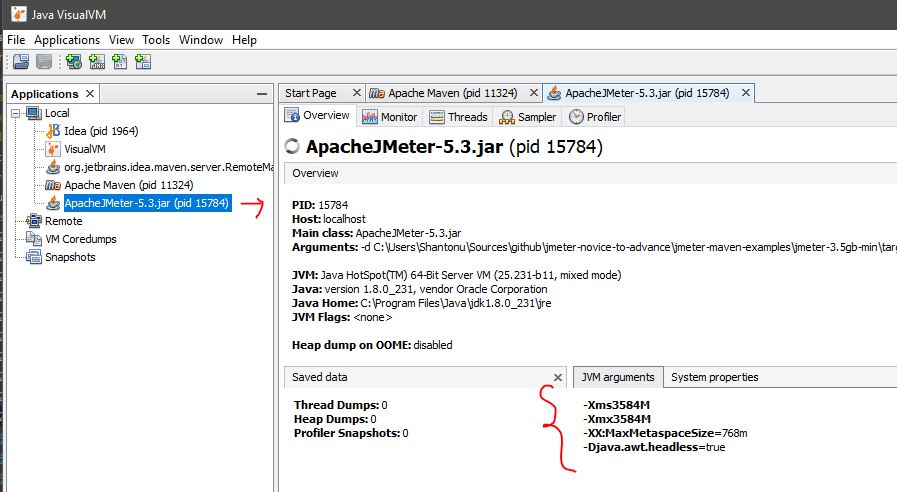 Java VisualVM
File Applications View Tools Window Help
Applications
Start Page
Apache Maven (pid 11324)
ApacheJMeter-5.3.jar (pid 15784)
Local
Idea (pid 1964)
VisualVM
org.jetbrains.idea.maven.server.RemoteMa
Apache Maven (pid 11324)
ApacheJMeter-5.3.jar (pid 15784)
Remote
VM Coredumps
Snapshots
Overview Monitor Threads Sampler Profiler
ApacheJMeter-5.3.jar (pid 15784)
Overview
PID: 15784
Host: localhost
Main class: ApacheJMeter-5.3.jar
Arguments: -d C:\Users\Shantonu\Sources\github\jmeter-novice-to-advance\jmeter-maven-examples\jmeter-3.5gb-min\targ
JVM: Java HotSpot(TM) 64-Bit Server VM (25.231-b11, mixed mode)
Java: version 1.8.0_231, vendor Oracle Corporation
Java Home: C:\Program Files\Java\jdk1.8.0_231\jre
JVM Flags: <none>
Heap dump on OOME: disabled
Saved data
Thread Dumps: 0
Heap Dumps: 0
Profiler Snapshots: 0
JVM arguments System properties
-Xms3584M
-Xmx3584M
-XX:MaxMetaspaceSize=768m
-Djava.awt.headless=true